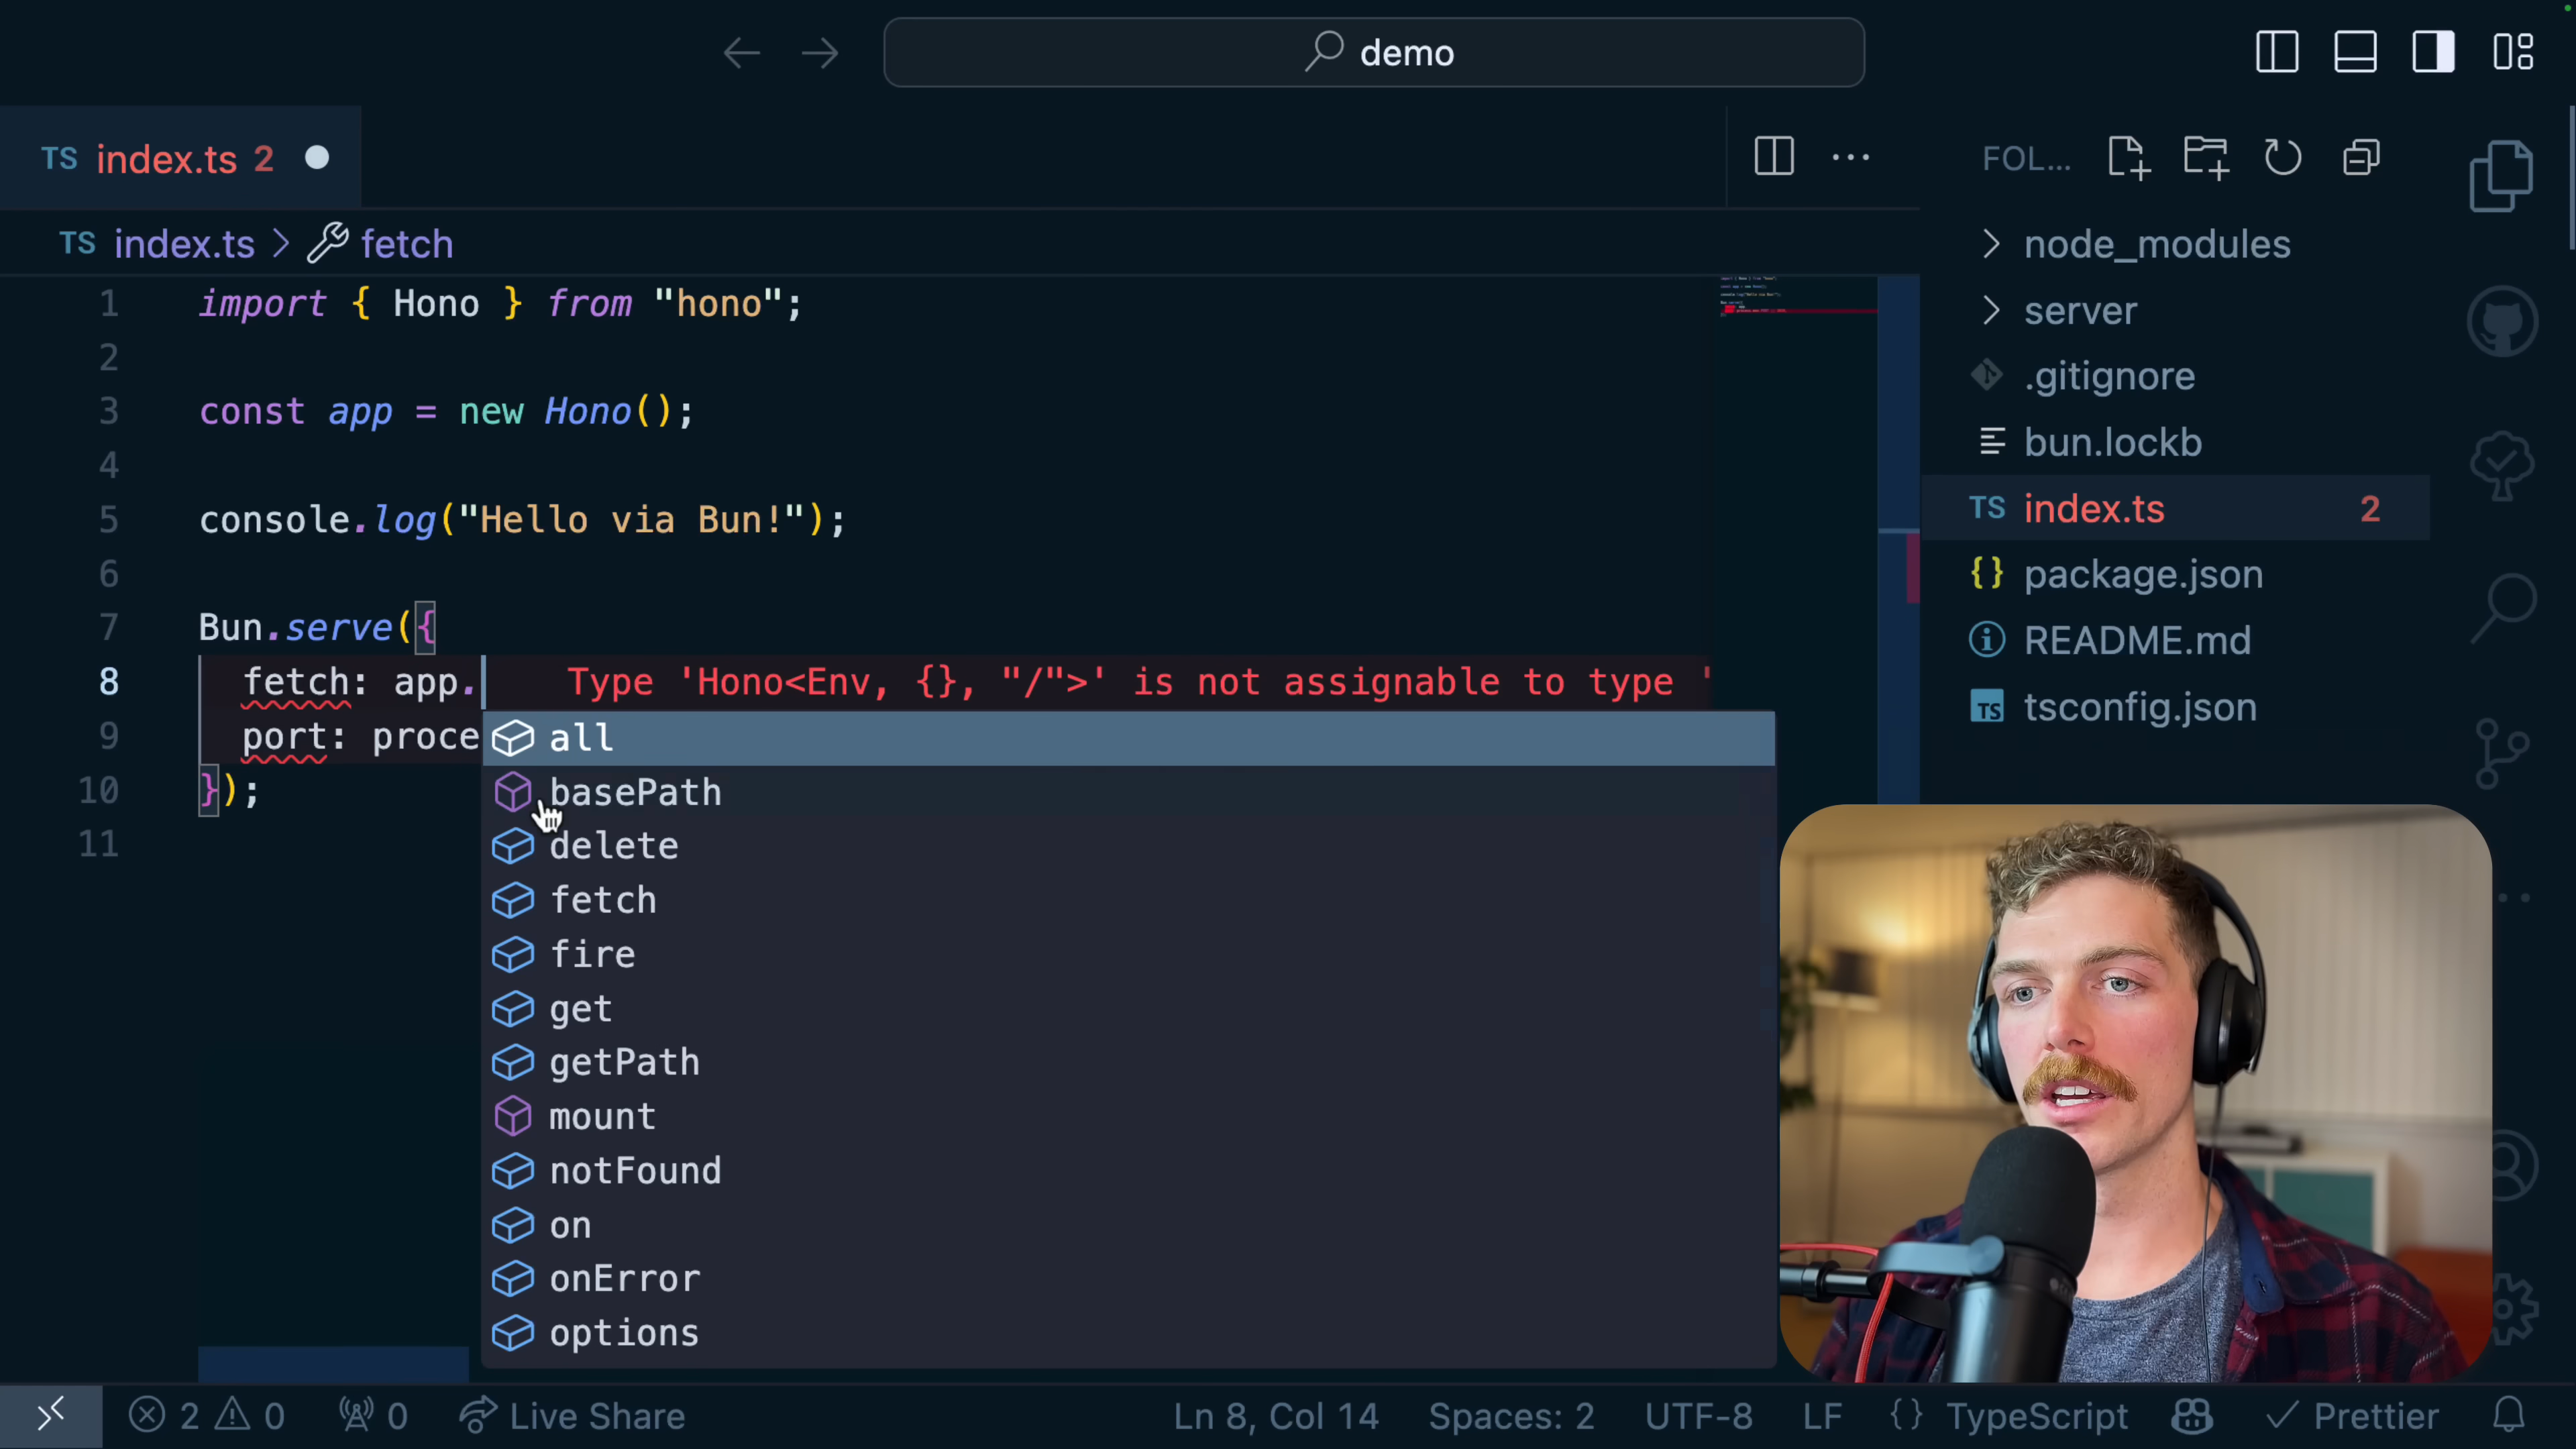 demo
TS index.ts 2
TS index.ts > fetch
1 import { Hono } from "hono";
2
3 const app = new Hono();
4
5 console.log("Hello via Bun!");
6
7 Bun.serve({
8 fetch: app. Type 'Hono<Env, {}, "/">' is not assignable to type '
9 port: proce
10 });
11
all
basePath
delete
fetch
fire
get
getPath
mount
notFound
on
onError
options
FOL...
node_modules
server
.gitignore
bun.lockb
TS index.ts 2
{} package.json
README.md
TS tsconfig.json
2 0 0 Live Share Ln 8, Col 14 Spaces: 2 UTF-8 LF {} TypeScript Prettier